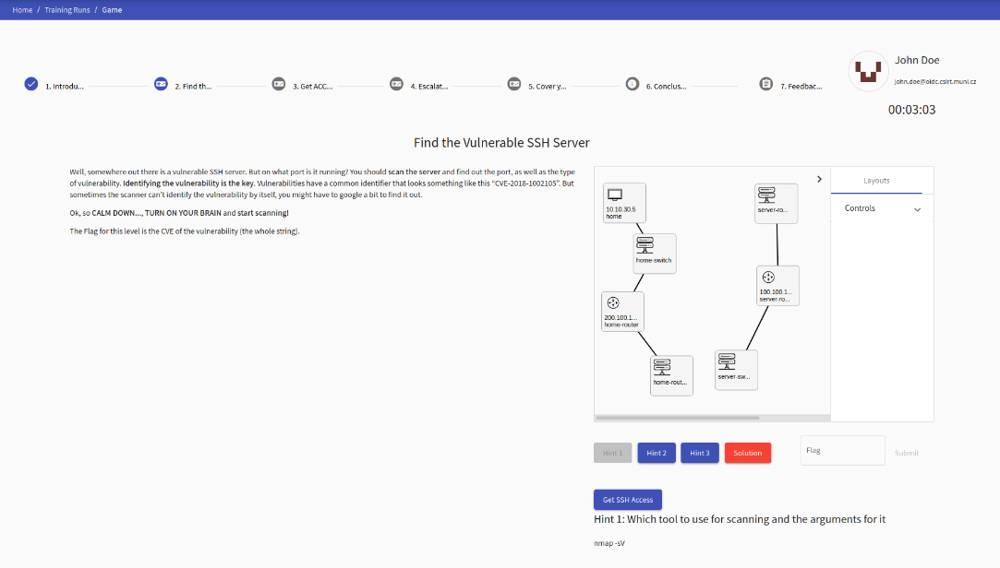 Home / Training Runs / Game
John Doe
john.doe@oidc.csirt.muni.cz
1. Introdu... 2. Find th... 3. Get ACC... 4. Escalat... 5. Cover y... 6. Conclus... 7. Feedbac...
00:03:03
Find the Vulnerable SSH Server
Well, somewhere out there is a vulnerable SSH server. But on what port is it running? You should scan the server and find out the port, as well as the type
of vulnerability. Identifying the vulnerability is the key. Vulnerabilities have a common identifier that looks something like this “CVE-2018-1002105”. But
sometimes the scanner can’t identify the vulnerability by itself, you might have to google a bit to find it out.
Ok, so CALM DOWN..., TURN ON YOUR BRAIN and start scanning!
The Flag for this level is the CVE of the vulnerability (the whole string).
10.10.30.5
home
home-switch
200.100.1...
home-router
home-rout...
server-ro...
100.100.1...
server-ro...
server-sw...
Layouts
Controls
Hint 1 Hint 2 Hint 3 Solution Flag Submit
Get SSH Access
Hint 1: Which tool to use for scanning and the arguments for it
nmap -sV